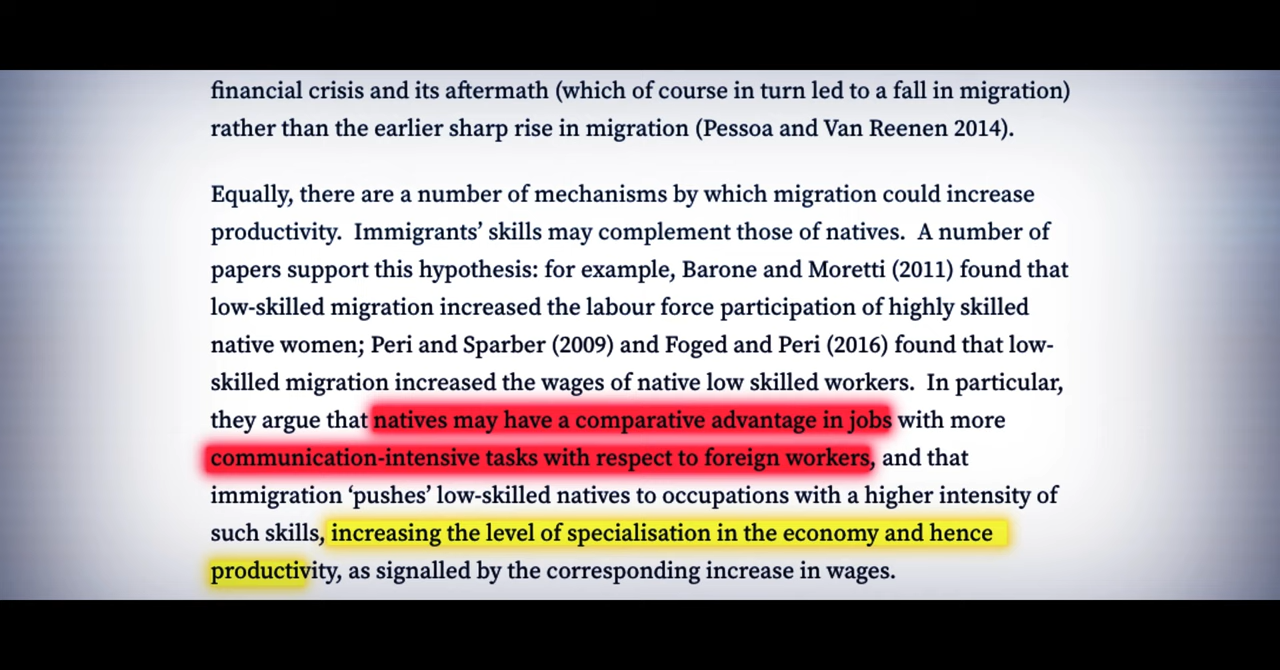 financial crisis and its aftermath (which of course in turn led to a fall in migration)
rather than the earlier sharp rise in migration (Pessoa and Van Reenen 2014).
Equally, there are a number of mechanisms by which migration could increase
productivity.  Immigrants’ skills may complement those of natives.  A number of
papers support this hypothesis: for example, Barone and Moretti (2011) found that
low-skilled migration increased the labour force participation of highly skilled
native women; Peri and Sparber (2009) and Foged and Peri (2016) found that low-
skilled migration increased the wages of native low skilled workers.  In particular,
they argue that natives may have a comparative advantage in jobs with more
communication-intensive tasks with respect to foreign workers, and that
immigration ‘pushes’ low-skilled natives to occupations with a higher intensity of
such skills, increasing the level of specialisation in the economy and hence
productivity, as signalled by the corresponding increase in wages.